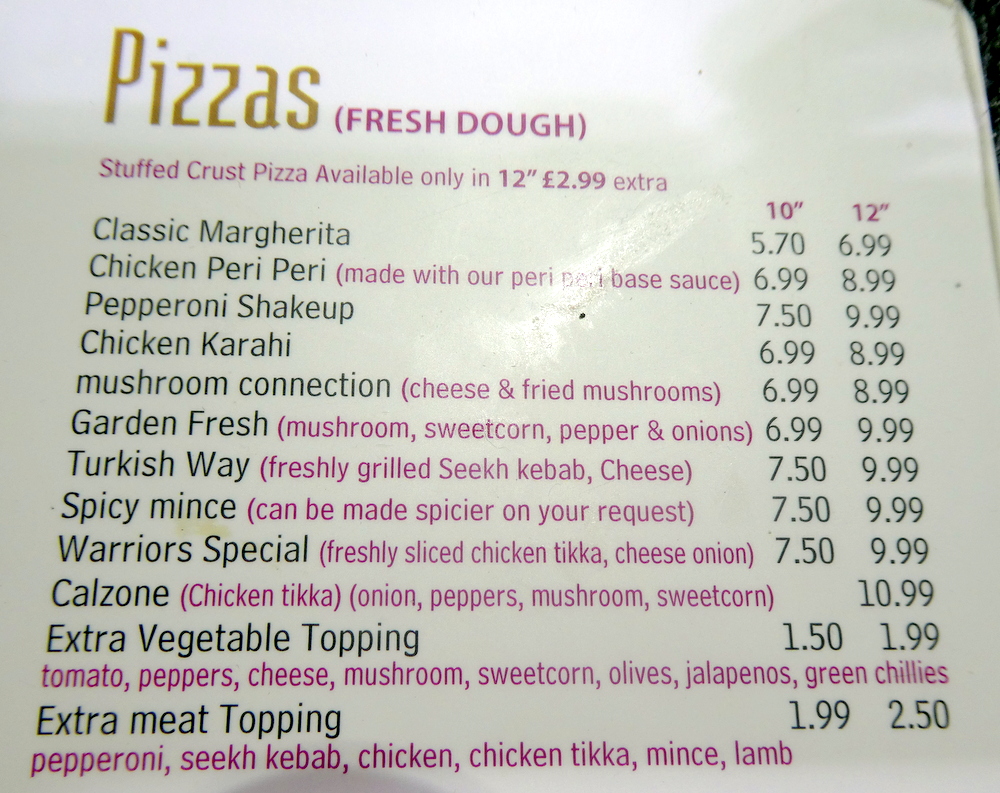 Pizzas (FRESH DOUGH)
Stuffed Crust Pizza Available only in 12" £2.99 extra
10" 12"
Classic Margherita 5.70 6.99
Chicken Peri Peri (made with our peri peri base sauce) 6.99 8.99
Pepperoni Shakeup 7.50 9.99
Chicken Karahi 6.99 8.99
mushroom connection (cheese & fried mushrooms) 6.99 8.99
Garden Fresh (mushroom, sweetcorn, pepper & onions) 6.99 9.99
Turkish Way (freshly grilled Seekh kebab, Cheese) 7.50 9.99
Spicy mince (can be made spicier on your request) 7.50 9.99
Warriors Special (freshly sliced chicken tikka, cheese onion) 7.50 9.99
Calzone (Chicken tikka) (onion, peppers, mushroom, sweetcorn) 10.99
Extra Vegetable Topping 1.50 1.99
tomato, peppers, cheese, mushroom, sweetcorn, olives, jalapenos, green chillies
Extra meat Topping 1.99 2.50
pepperoni, seekh kebab, chicken, chicken tikka, mince, lamb